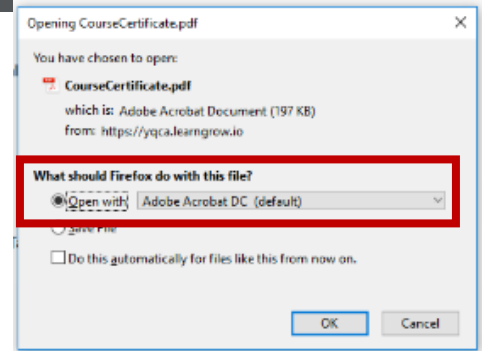 Opening CourseCertificate.pdf
You have chosen to open:
CourseCertificate.pdf
which is: Adobe Acrobat Document (197 KB)
from: https://yqca.learngrow.io
What should Firefox do with this file?
Open with Adobe Acrobat DC (default)
Save File
Do this automatically for files like this from now on.
OK Cancel